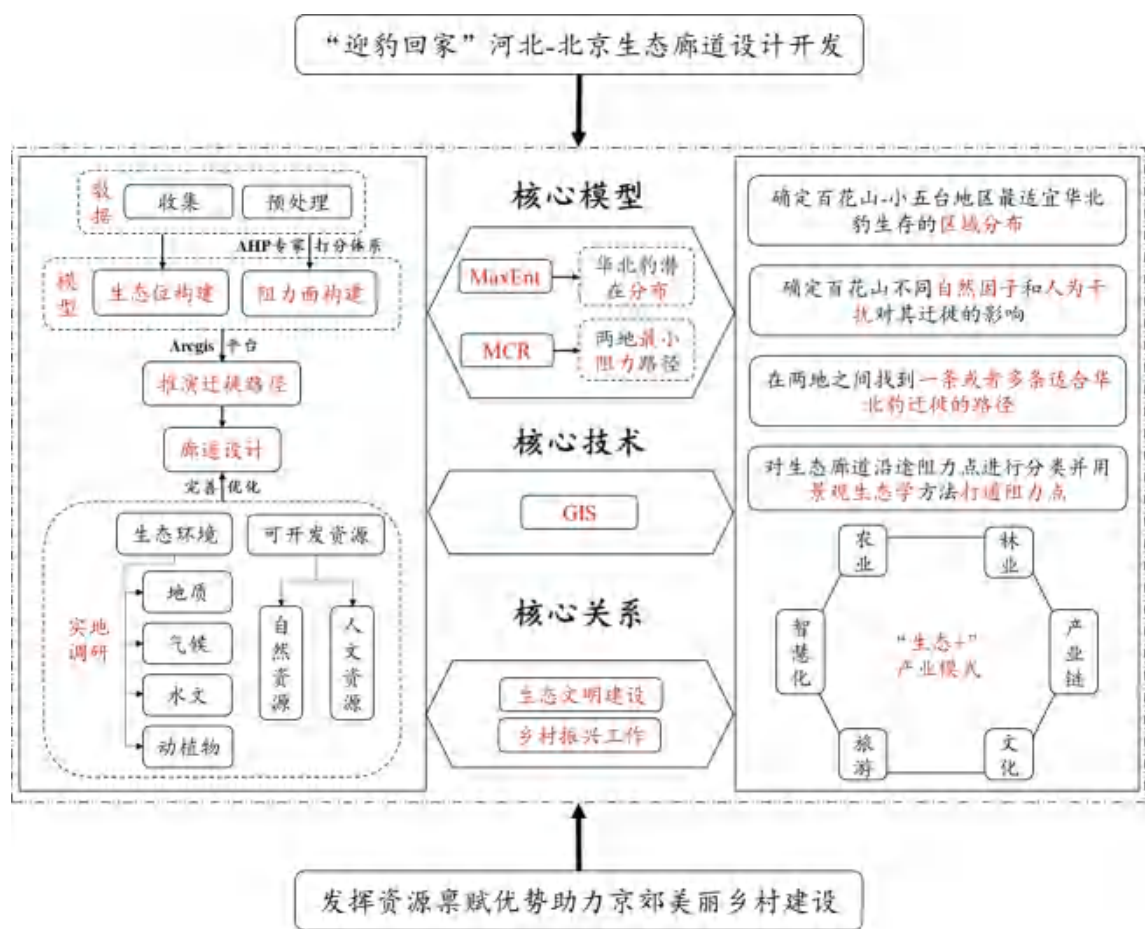 “迎豹回家”河北-北京生态廊道设计开发
数据
收集
预处理
AHP专家打分体系
模型
生态位构建
阻力面构建
Arcgis平台
推演迁徙路径
廊道设计
完善优化
实地
调研
生态环境
可开发资源
地质
气候
水文
动植物
自然资源
人文资源
核心模型
MaxEnt
华北豹潜
在分布
MCR
两地最小
阻力路径
核心技术
GIS
核心关系
生态文明建设
乡村振兴工作
确定百花山-小五台地区最适宜华北
豹生存的区域分布
确定百花山不同自然因子和人为干
扰对其迁徙的影响
在两地之间找到一条或者多条适合华
北豹迁徙的路径
对生态廊道沿途阻力点进行分类并用
景观生态学方法打通阻力点
农业
林业
智慧化
“生态+”
产业模式
产业链
旅游
文化
发挥资源禀赋优势助力京郊美丽乡村建设